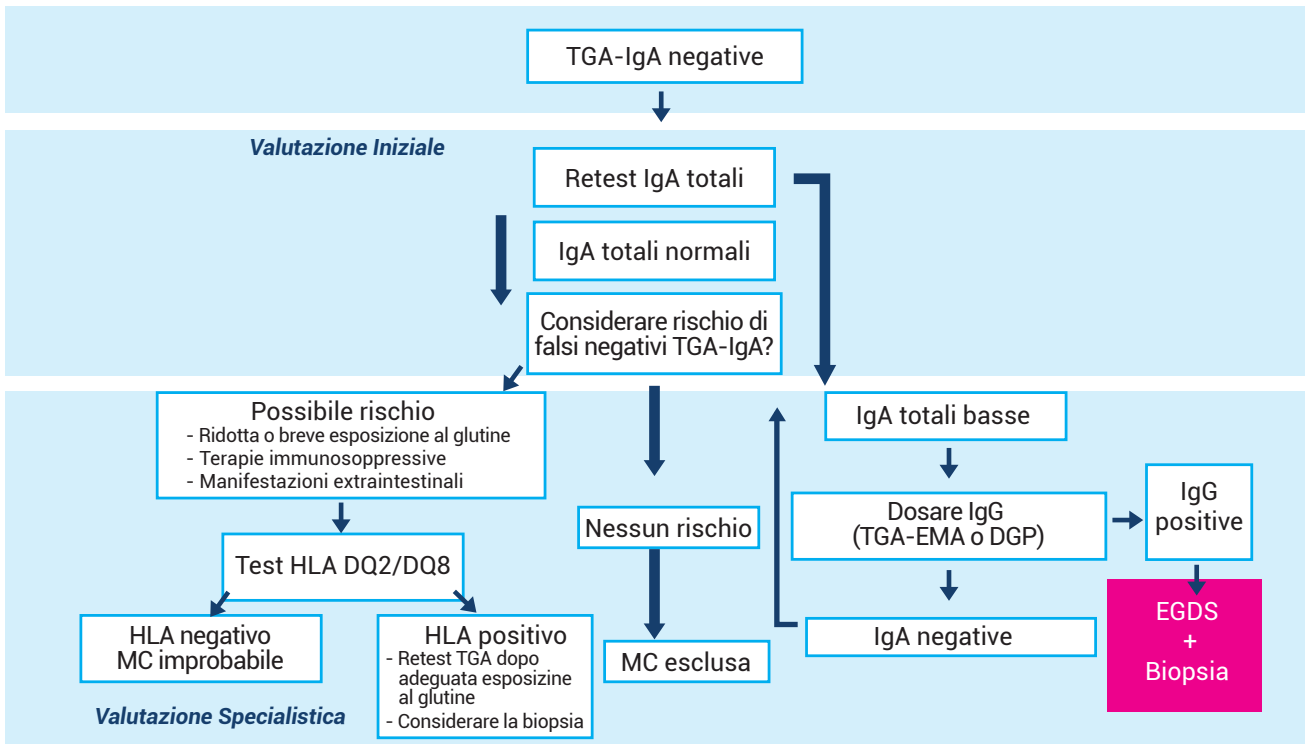 TGA-IgA negative
Valutazione Iniziale
Retest IgA totali
IgA totali normali
Considerare rischio di
falsi negativi TGA-IgA?
Possibile rischio
- Ridotta o breve esposizione al glutine
- Terapie immunosoppressive
- Manifestazioni extraintestinali
Test HLA DQ2/DQ8
HLA negativo
MC improbabile
HLA positivo
- Retest TGA dopo
adeguata esposizine
al glutine
- Considerare la biopsia
Nessun rischio
MC esclusa
IgA totali basse
Dosare IgG
(TGA-EMA o DGP)
IgA negative
IgG
positive
EGDS
+
Biopsia
Valutazione Specialistica